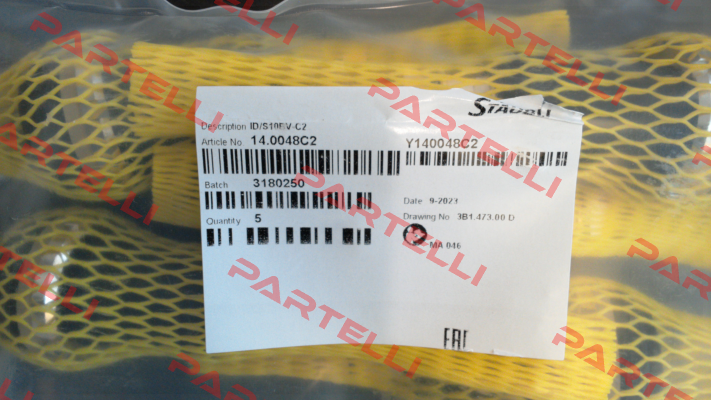 STÄUBLI
Description ID/S10BV-C2
Article No 14.0048C2
Y140048C2
Batch 3180250
Date 9-2023
Quantity 5
Drawing No 3B1.473.00 D
MA 046
EAC
PARTELLI
PARTELLI
PARTELLI
PARTELLI
PARTELLI
PARTELLI
PARTELLI
PARTELLI